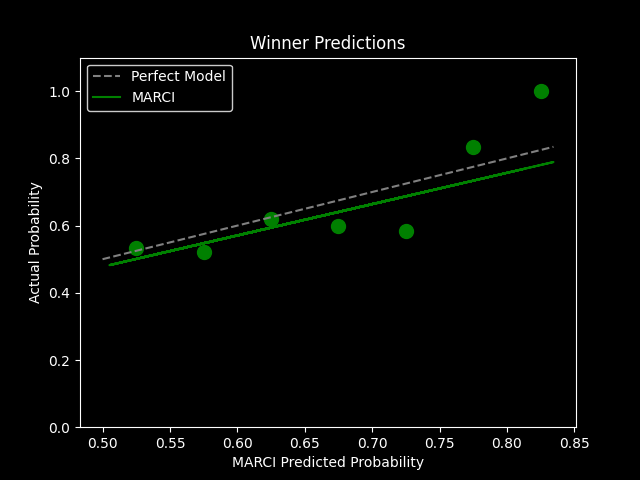 Winner Predictions
Perfect Model
MARCI
1.0
0.8
0.6
0.4
0.2
0.0
Actual Probability
0.50 0.55 0.60 0.65 0.70 0.75 0.80 0.85
MARCI Predicted Probability